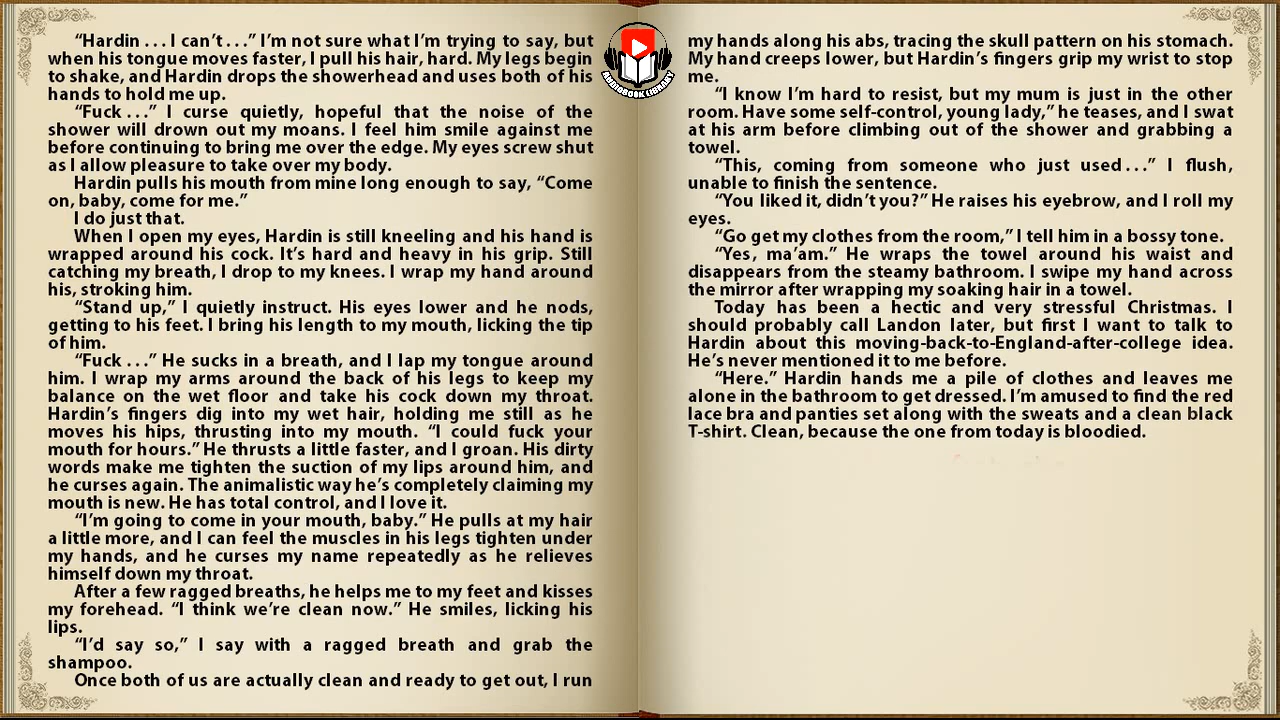 "Hardin . . . I can't . . ." I'm not sure what I'm trying to say, but
when his tongue moves faster, I pull his hair, hard. My legs begin
to shake, and Hardin drops the showerhead and uses both of his
hands to hold me up.
"Fuck . . ." I curse quietly, hopeful that the noise of the
shower will drown out my moans. I feel him smile against me
before continuing to bring me over the edge. My eyes screw shut
as I allow pleasure to take over my body.
Hardin pulls his mouth from mine long enough to say, "Come
on, baby, come for me."
I do just that.
When I open my eyes, Hardin is still kneeling and his hand is
wrapped around his cock. It's hard and heavy in his grip. Still
catching my breath, I drop to my knees. I wrap my hand around
his, stroking him.
"Stand up," I quietly instruct. His eyes lower and he nods,
getting to his feet. I bring his length to my mouth, licking the tip
of him.
"Fuck . . ." He sucks in a breath, and I lap my tongue around
him. I wrap my arms around the back of his legs to keep my
balance on the wet floor and take his cock down my throat.
Hardin's fingers dig into my wet hair, holding me still as he
moves his hips, thrusting into my mouth. "I could fuck your
mouth for hours." He thrusts a little faster, and I groan. His dirty
words make me tighten the suction of my lips around him, and
he curses again. The animalistic way he's completely claiming my
mouth is new. He has total control, and I love it.
"I'm going to come in your mouth, baby." He pulls at my hair
a little more, and I can feel the muscles in his legs tighten under
my hands, and he curses my name repeatedly as he relieves
himself down my throat.
After a few ragged breaths, he helps me to my feet and kisses
my forehead. "I think we're clean now." He smiles, licking his
lips.
"I'd say so," I say with a ragged breath and grab the
shampoo.
Once both of us are actually clean and ready to get out, I run
AUDIOBOOK LIBRARY
my hands along his abs, tracing the skull pattern on his stomach.
My hand creeps lower, but Hardin's fingers grip my wrist to stop
me.
"I know I'm hard to resist, but my mum is just in the other
room. Have some self-control, young lady," he teases, and I swat
at his arm before climbing out of the shower and grabbing a
towel.
"This, coming from someone who just used . . ." I flush,
unable to finish the sentence.
"You liked it, didn't you?" He raises his eyebrow, and I roll my
eyes.
"Go get my clothes from the room," I tell him in a bossy tone.
"Yes, ma'am." He wraps the towel around his waist and
disappears from the steamy bathroom. I swipe my hand across
the mirror after wrapping my soaking hair in a towel.
Today has been a hectic and very stressful Christmas. I
should probably call Landon later, but first I want to talk to
Hardin about this moving-back-to-England-after-college idea.
He's never mentioned it to me before.
"Here." Hardin hands me a pile of clothes and leaves me
alone in the bathroom to get dressed. I'm amused to find the red
lace bra and panties set along with the sweats and a clean black
T-shirt. Clean, because the one from today is bloodied.